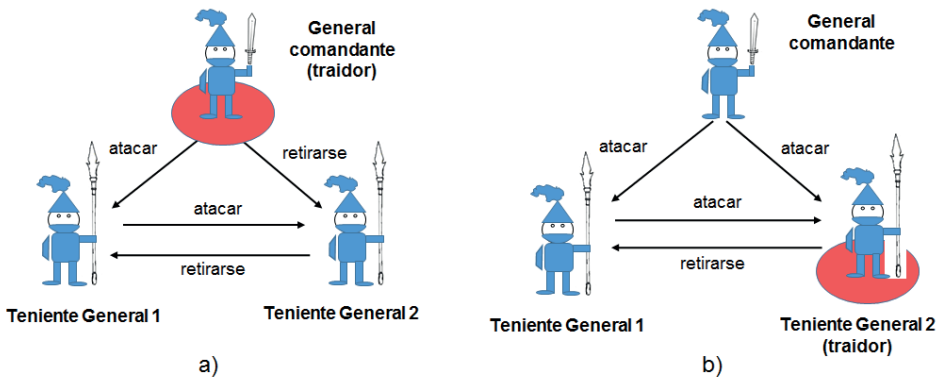 General
comandante
(traidor)
atacar
retirarse
atacar
retirarse
Teniente General 1
Teniente General 2
a)
General
comandante
atacar
atacar
atacar
retirarse
Teniente General 1
Teniente General 2
(traidor)
b)